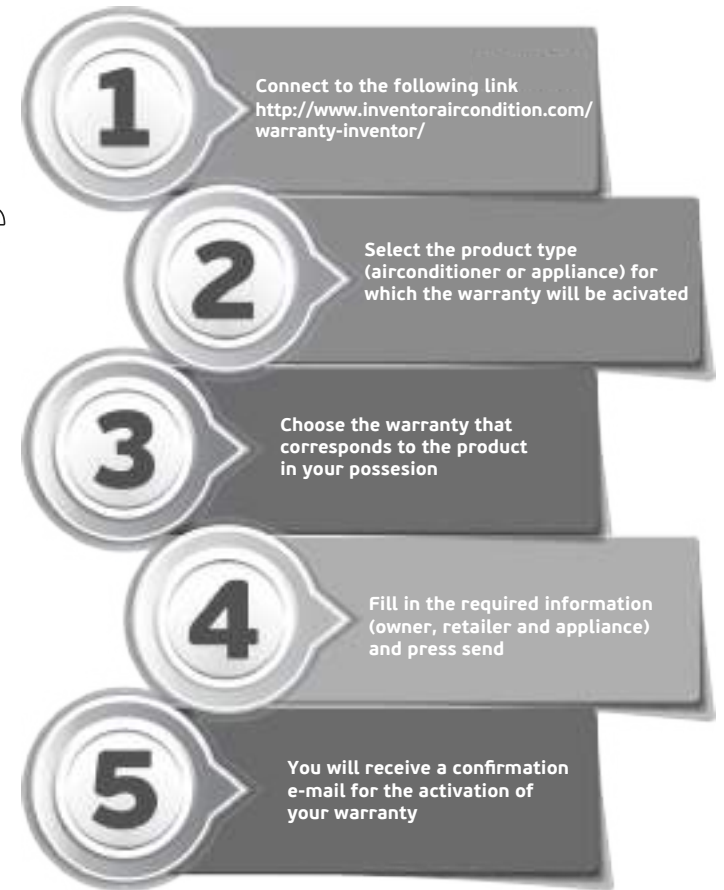 1
Connect to the following link
http://www.inventoraircondition.com/
warranty-inventor/
2
Select the product type
(airconditioner or appliance) for
which the warranty will be acivated
3
Choose the warranty that
corresponds to the product
in your possesion
4
Fill in the required information
(owner, retailer and appliance)
and press send
5
You will receive a confirmation
e-mail for the activation of
your warranty